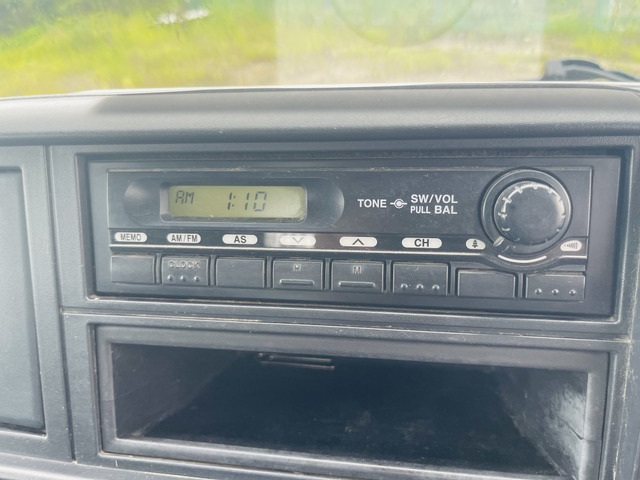 AM 1:10
TONE SW/VOL
PULL BAL
MEMO AM/FM AS CH
CLOCK H M